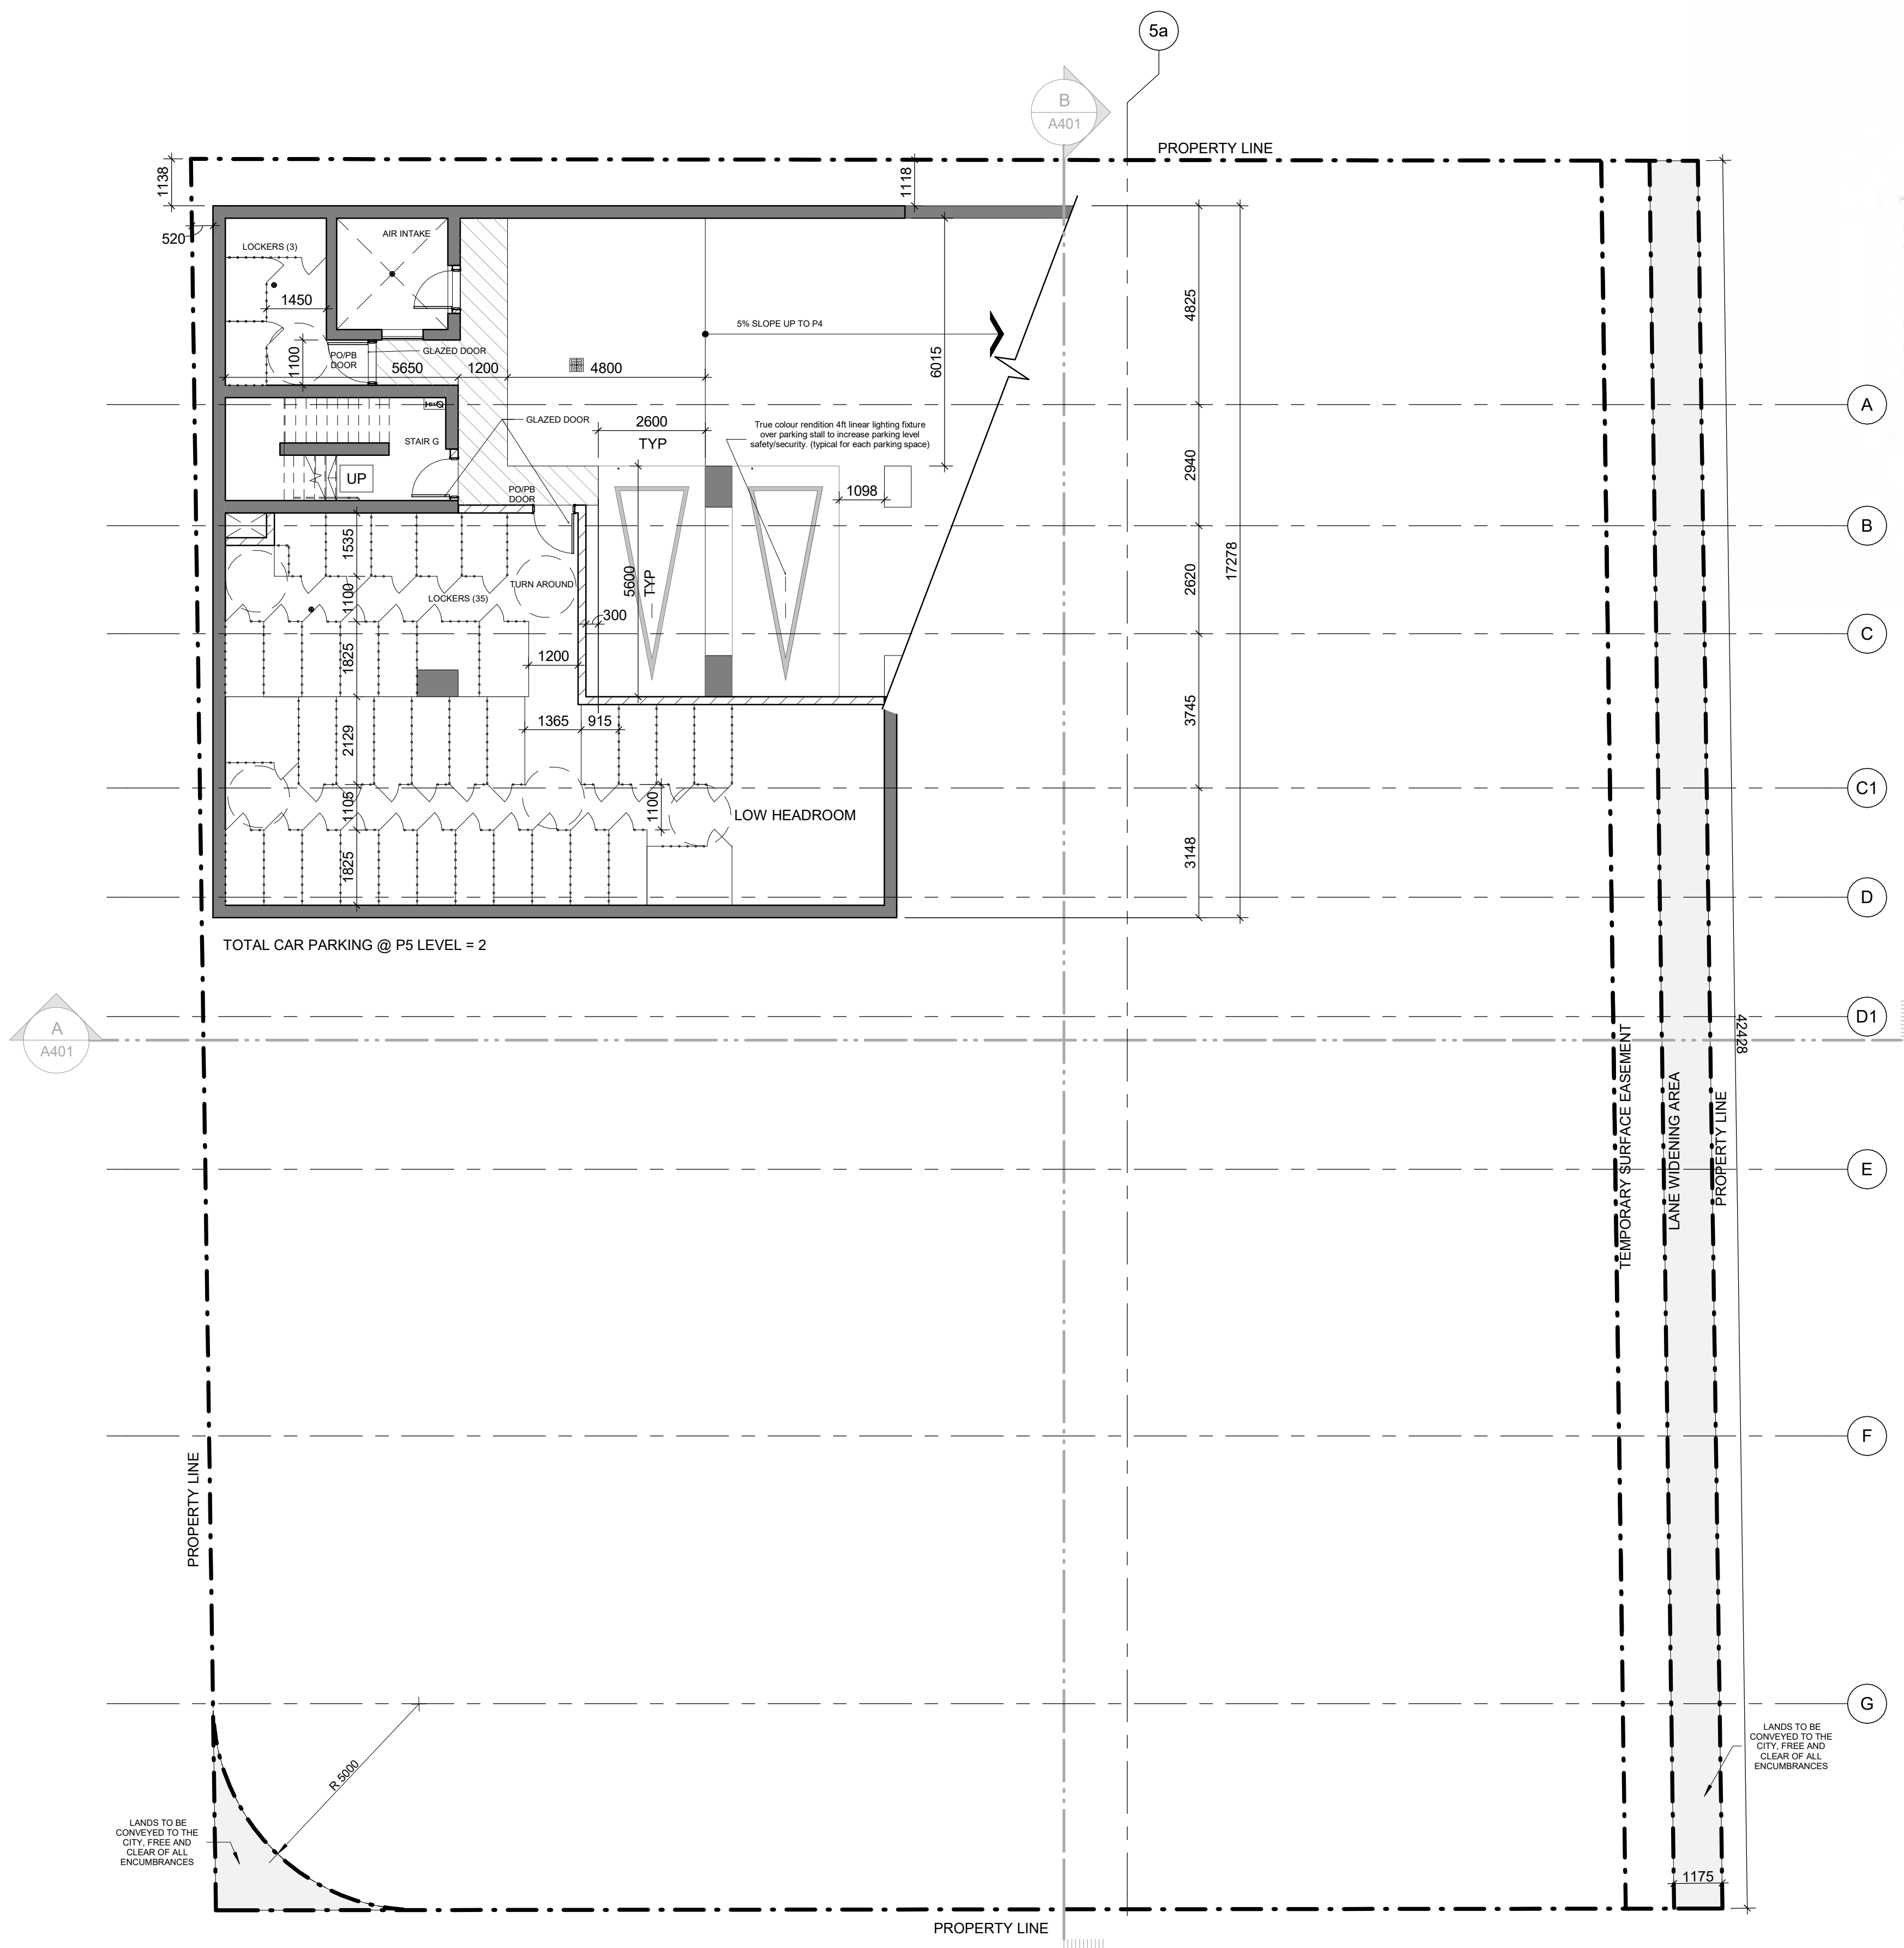 5a
B
A401
PROPERTY LINE
1138
1118
520
LOCKERS (3)
AIR INTAKE
1450
4825
5% SLOPE UP TO P4
PO/PB
DOOR
GLAZED DOOR
1100
5650
1200
4800
6015
A
GLAZED DOOR
2600
TYP
True colour rendition 4ft linear lighting fixture
over parking stall to increase parking level
safety/security. (typical for each parking space)
STAIR G
UP
2940
PO/PB
DOOR
1098
B
1535
17278
TURN AROUND
5600
TYP
2620
LOCKERS (35)
1100
300
C
1825
1200
3745
1365
915
2129
C1
1105
1100
LOW HEADROOM
3148
1825
D
TOTAL CAR PARKING @ P5 LEVEL = 2
D1
A
A401
42428
TEMPORARY SURFACE EASEMENT
LANE WIDENING AREA
PROPERTY LINE
E
F
PROPERTY LINE
G
R 5000
LANDS TO BE
CONVEYED TO THE
CITY, FREE AND
CLEAR OF ALL
ENCUMBRANCES
LANDS TO BE
CONVEYED TO THE
CITY, FREE AND
CLEAR OF ALL
ENCUMBRANCES
1175
PROPERTY LINE